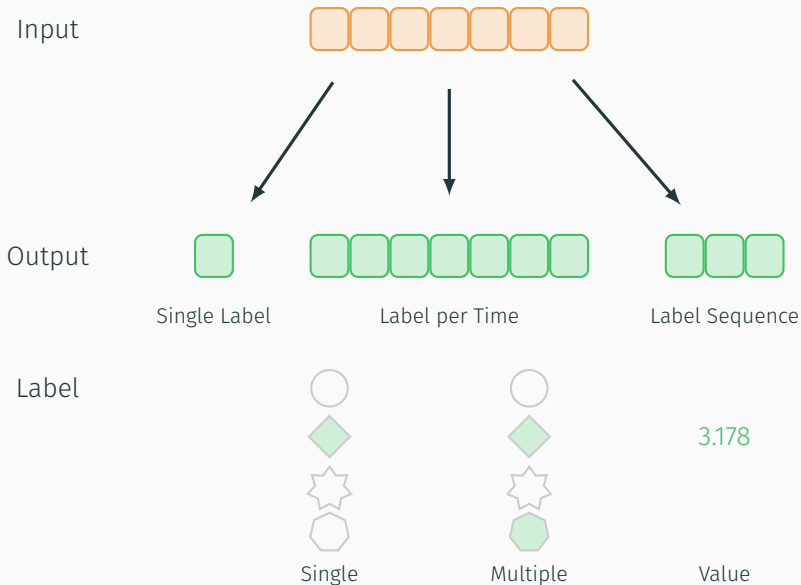 Input
Output
Single Label
Label per Time
Label Sequence
Label
3.178
Single
Multiple
Value